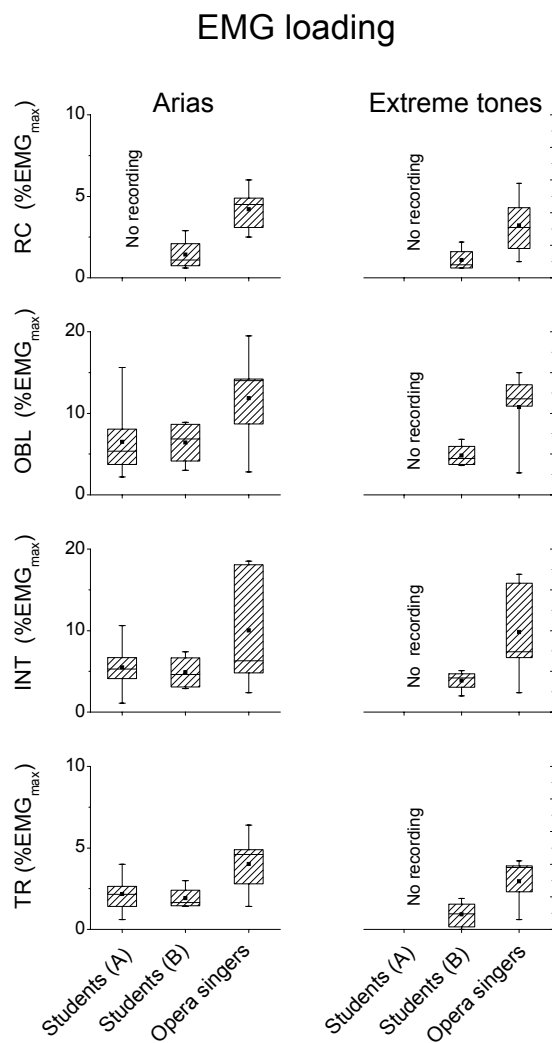 EMG loading
Arias
Extreme tones
RC (%EMGmax)
10
5
0
No recording
No recording
OBL (%EMGmax)
20
10
0
No recording
INT (%EMGmax)
20
10
0
No recording
TR (%EMGmax)
10
5
0
No recording
Students (A)
Students (B)
Opera singers
Students (A)
Students (B)
Opera singers